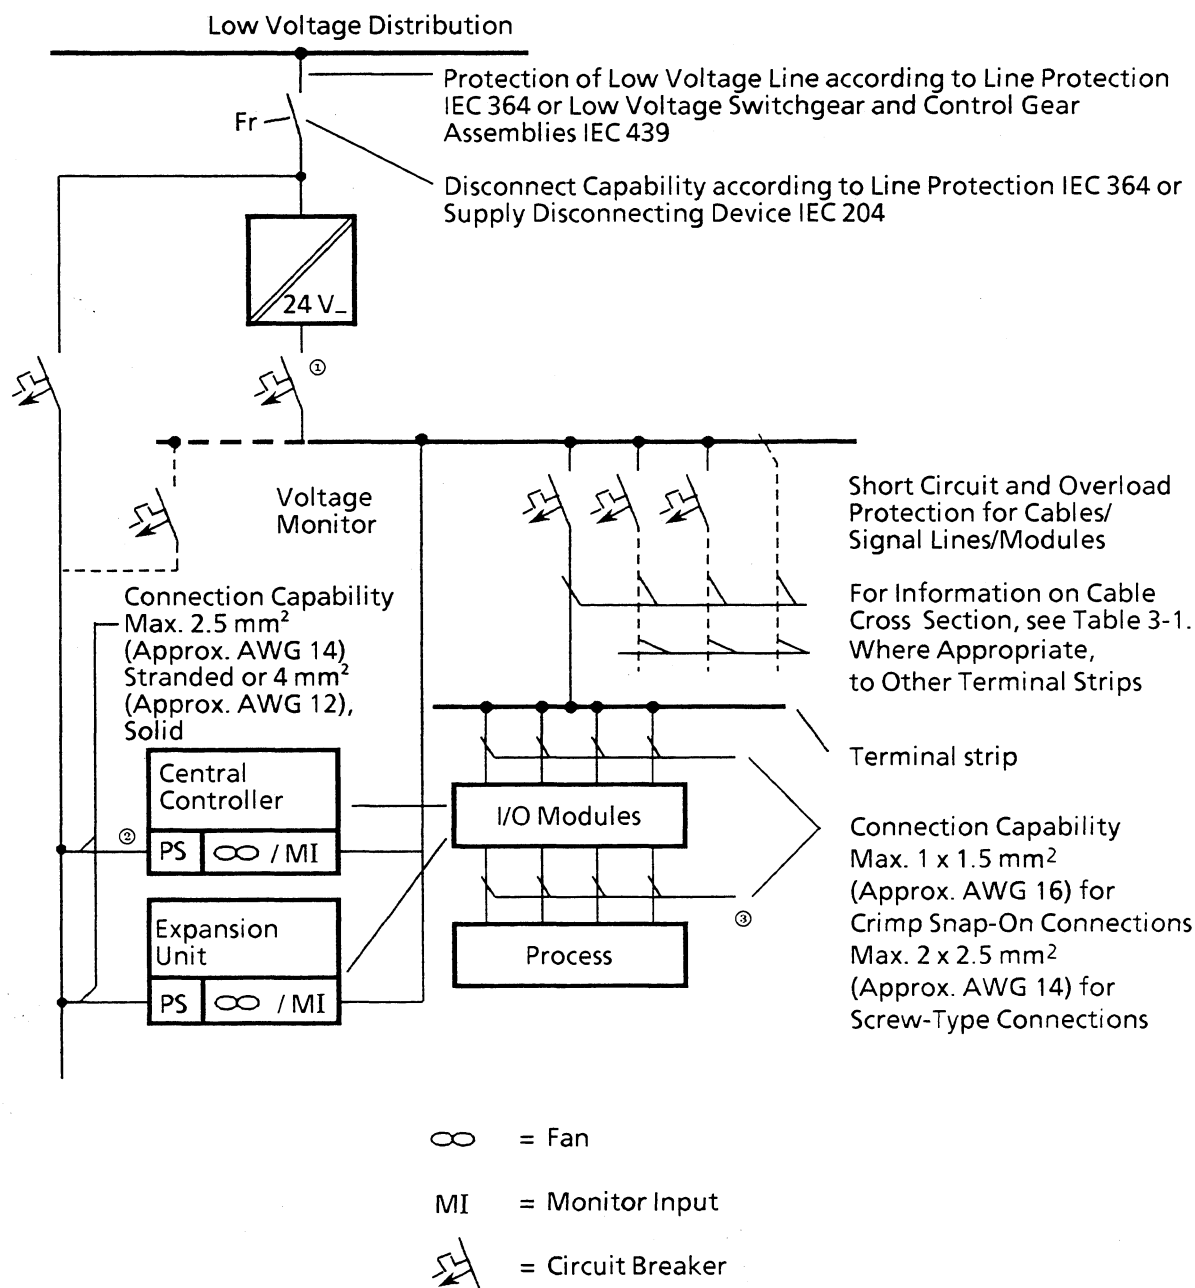 Low Voltage Distribution
Protection of Low Voltage Line according to Line Protection
IEC 364 or Low Voltage Switchgear and Control Gear
Assemblies IEC 439
Fr
Disconnect Capability according to Line Protection IEC 364 or
Supply Disconnecting Device IEC 204
24 V_
①
Voltage
Monitor
Short Circuit and Overload
Protection for Cables/
Signal Lines/Modules
Connection Capability
Max. 2.5 mm²
(Approx. AWG 14)
Stranded or 4 mm²
(Approx. AWG 12),
Solid
For Information on Cable
Cross Section, see Table 3-1.
Where Appropriate,
to Other Terminal Strips
Terminal strip
Central
Controller
②
PS
/ MI
I/O Modules
Connection Capability
Max. 1 x 1.5 mm²
(Approx. AWG 16) for
Crimp Snap-On Connections
Max. 2 x 2.5 mm²
(Approx. AWG 14) for
Screw-Type Connections
③
Expansion
Unit
PS
/ MI
Process
= Fan
MI = Monitor Input
= Circuit Breaker